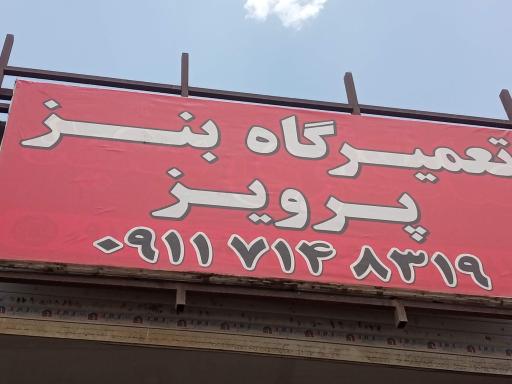 تعمیرگاه بنز
پرویز
۰۹۱۱ ۷۱۴ ۸۳۱۹